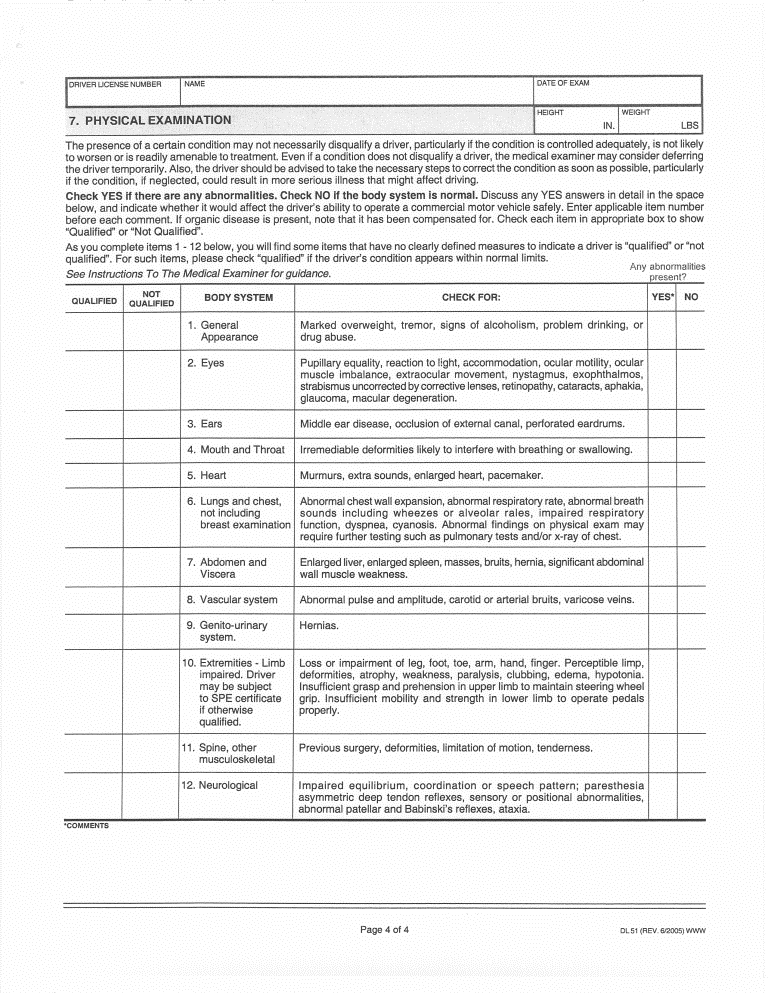 DRIVER LICENSE NUMBER NAME DATE OF EXAM
7. PHYSICAL EXAMINATION HEIGHT IN. WEIGHT LBS
The presence of a certain condition may not necessarily disqualify a driver, particularly if the condition is controlled adequately, is not likely
to worsen or is readily amenable to treatment. Even if a condition does not disqualify a driver, the medical examiner may consider deferring
the driver temporarily. Also, the driver should be advised to take the necessary steps to correct the condition as soon as possible, particularly
if the condition, if neglected, could result in more serious illness that might affect driving.
Check YES if there are any abnormalities. Check NO if the body system is normal. Discuss any YES answers in detail in the space
below, and indicate whether it would affect the driver's ability to operate a commercial motor vehicle safely. Enter applicable item number
before each comment. If organic disease is present, note that it has been compensated for. Check each item in appropriate box to show
“Qualified” or “Not Qualified”.
As you complete items 1 - 12 below, you will find some items that have no clearly defined measures to indicate a driver is “qualified” or “not
qualified”. For such items, please check “qualified” if the driver's condition appears within normal limits.
See Instructions To The Medical Examiner for guidance.
Any abnormalities
present?
QUALIFIED NOT QUALIFIED BODY SYSTEM CHECK FOR: YES* NO
1. General
Appearance
Marked overweight, tremor, signs of alcoholism, problem drinking, or
drug abuse.
2. Eyes
Pupillary equality, reaction to light, accommodation, ocular motility, ocular
muscle imbalance, extraocular movement, nystagmus, exophthalmos,
strabismus uncorrected by corrective lenses, retinopathy, cataracts, aphakia,
glaucoma, macular degeneration.
3. Ears
Middle ear disease, occlusion of external canal, perforated eardrums.
4. Mouth and Throat
Irremediable deformities likely to interfere with breathing or swallowing.
5. Heart
Murmurs, extra sounds, enlarged heart, pacemaker.
6. Lungs and chest,
not including
breast examination
Abnormal chest wall expansion, abnormal respiratory rate, abnormal breath
sounds including wheezes or alveolar rales, impaired respiratory
function, dyspnea, cyanosis. Abnormal findings on physical exam may
require further testing such as pulmonary tests and/or x-ray of chest.
7. Abdomen and
Viscera
Enlarged liver, enlarged spleen, masses, bruits, hernia, significant abdominal
wall muscle weakness.
8. Vascular system
Abnormal pulse and amplitude, carotid or arterial bruits, varicose veins.
9. Genito-urinary
system.
Hernias.
10. Extremities - Limb
impaired. Driver
may be subject
to SPE certificate
if otherwise
qualified.
Loss or impairment of leg, foot, toe, arm, hand, finger. Perceptible limp,
deformities, atrophy, weakness, paralysis, clubbing, edema, hypotonia.
Insufficient grasp and prehension in upper limb to maintain steering wheel
grip. Insufficient mobility and strength in lower limb to operate pedals
properly.
11. Spine, other
musculoskeletal
Previous surgery, deformities, limitation of motion, tenderness.
12. Neurological
Impaired equilibrium, coordination or speech pattern; paresthesia
asymmetric deep tendon reflexes, sensory or positional abnormalities,
abnormal patellar and Babinski's reflexes, ataxia.
*COMMENTS
Page 4 of 4
DL 51 (REV. 6/2005) WWW